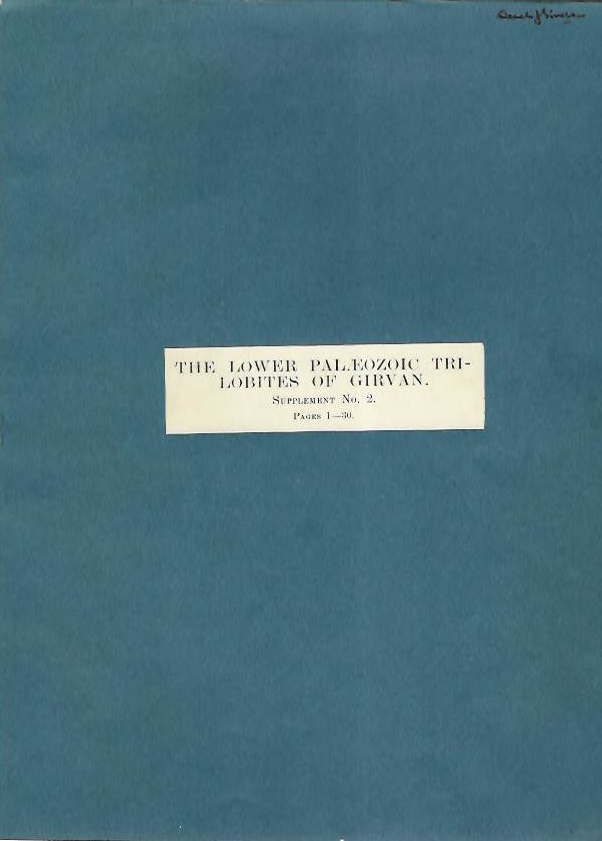 THE LOWER PALÆOZOIC TRI-
LOBITES OF GIRVAN.
SUPPLEMENT No. 2.
PAGES 1—30.